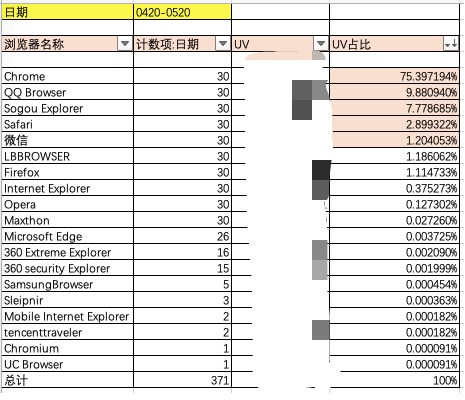 日期 0420-0520
浏览器名称 计数项:日期 UV UV占比
Chrome 30 75.397194%
QQ Browser 30 9.880940%
Sogou Explorer 30 7.778685%
Safari 30 2.899322%
微信 30 1.204053%
LBBROWSER 30 1.186062%
Firefox 30 1.114733%
Internet Explorer 30 0.375273%
Opera 30 0.127302%
Maxthon 30 0.027260%
Microsoft Edge 26 0.003725%
360 Extreme Explorer 16 0.002090%
360 security Explorer 15 0.001999%
SamsungBrowser 5 0.000454%
Sleipnir 3 0.000363%
Mobile Internet Explorer 2 0.000182%
tencenttraveler 2 0.000182%
Chromium 1 0.000091%
UC Browser 1 0.000091%
总计 371 100%